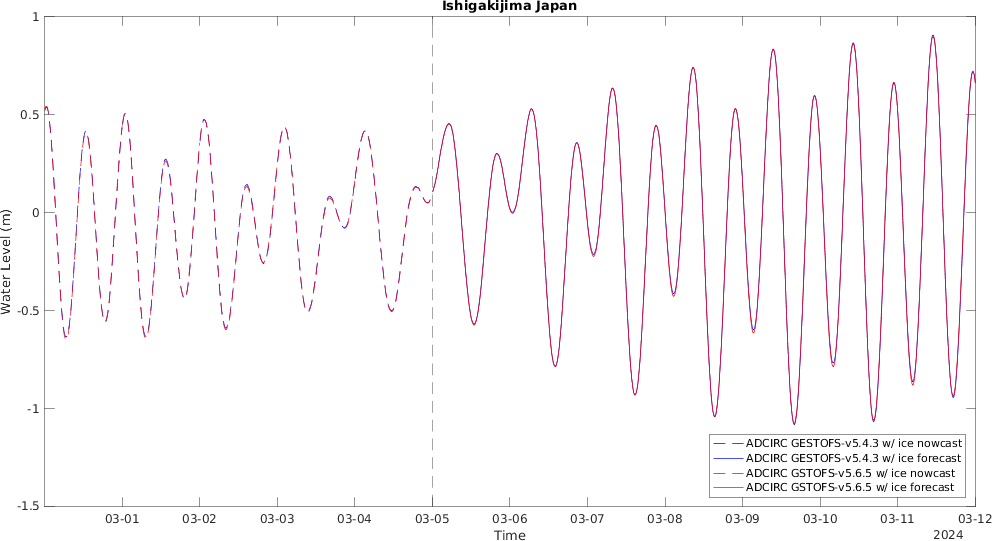 Ishigakijima Japan
1
0.5
0
-0.5
-1
-1.5
Water Level (m)
03-01 03-02 03-03 03-04 03-05 03-06 03-07 03-08 03-09 03-10 03-11 03-12
Time
2024
ADCIRC GESTOFS-v5.4.3 w/ ice nowcast
ADCIRC GESTOFS-v5.4.3 w/ ice forecast
ADCIRC GSTOFS-v5.6.5 w/ ice nowcast
ADCIRC GSTOFS-v5.6.5 w/ ice forecast